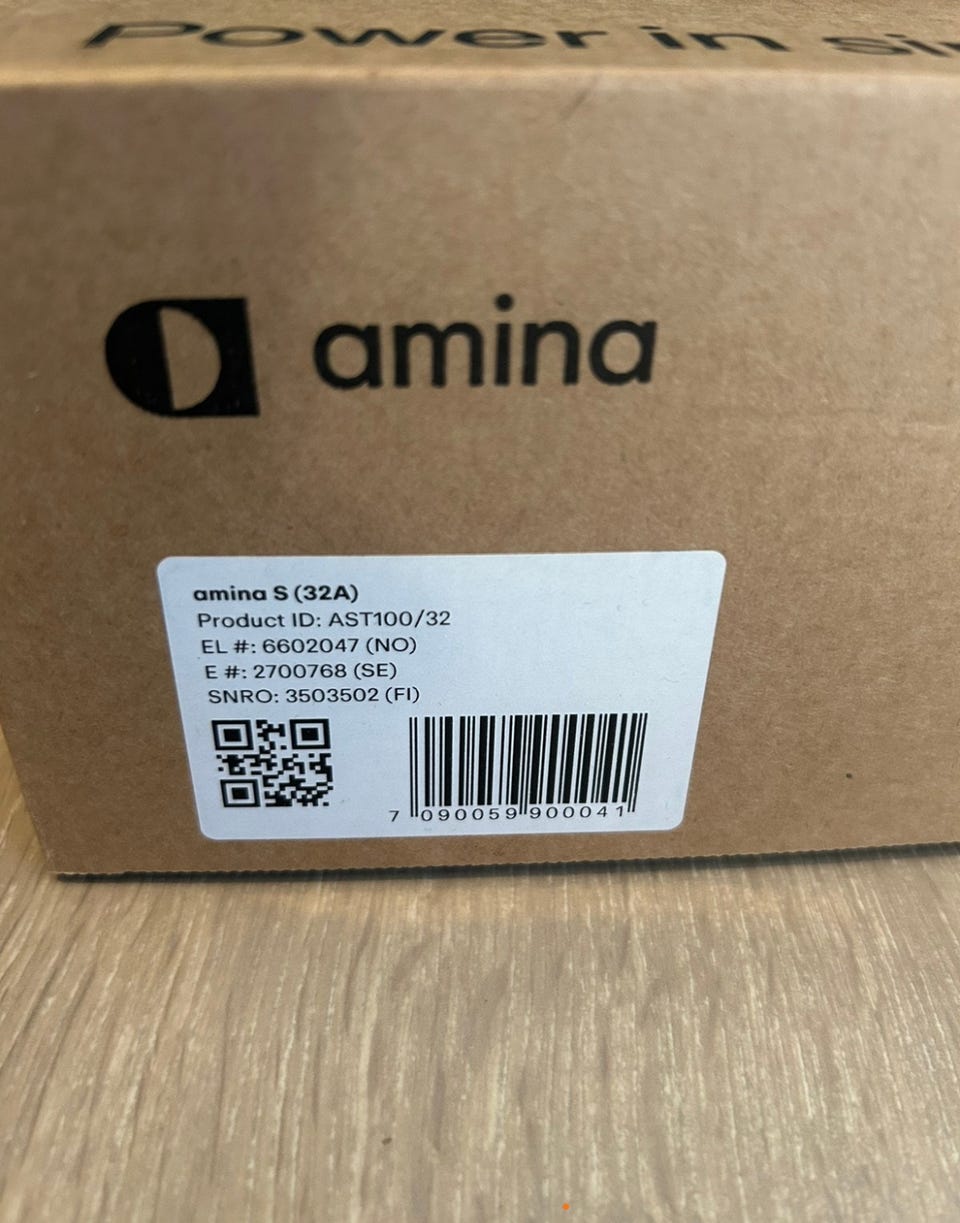 Power in
amina
amina S (32A)
Product ID: AST100/32
EL #: 6602047 (NO)
E #: 2700768 (SE)
SNRO: 3503502 (FI)
7 090059 900041